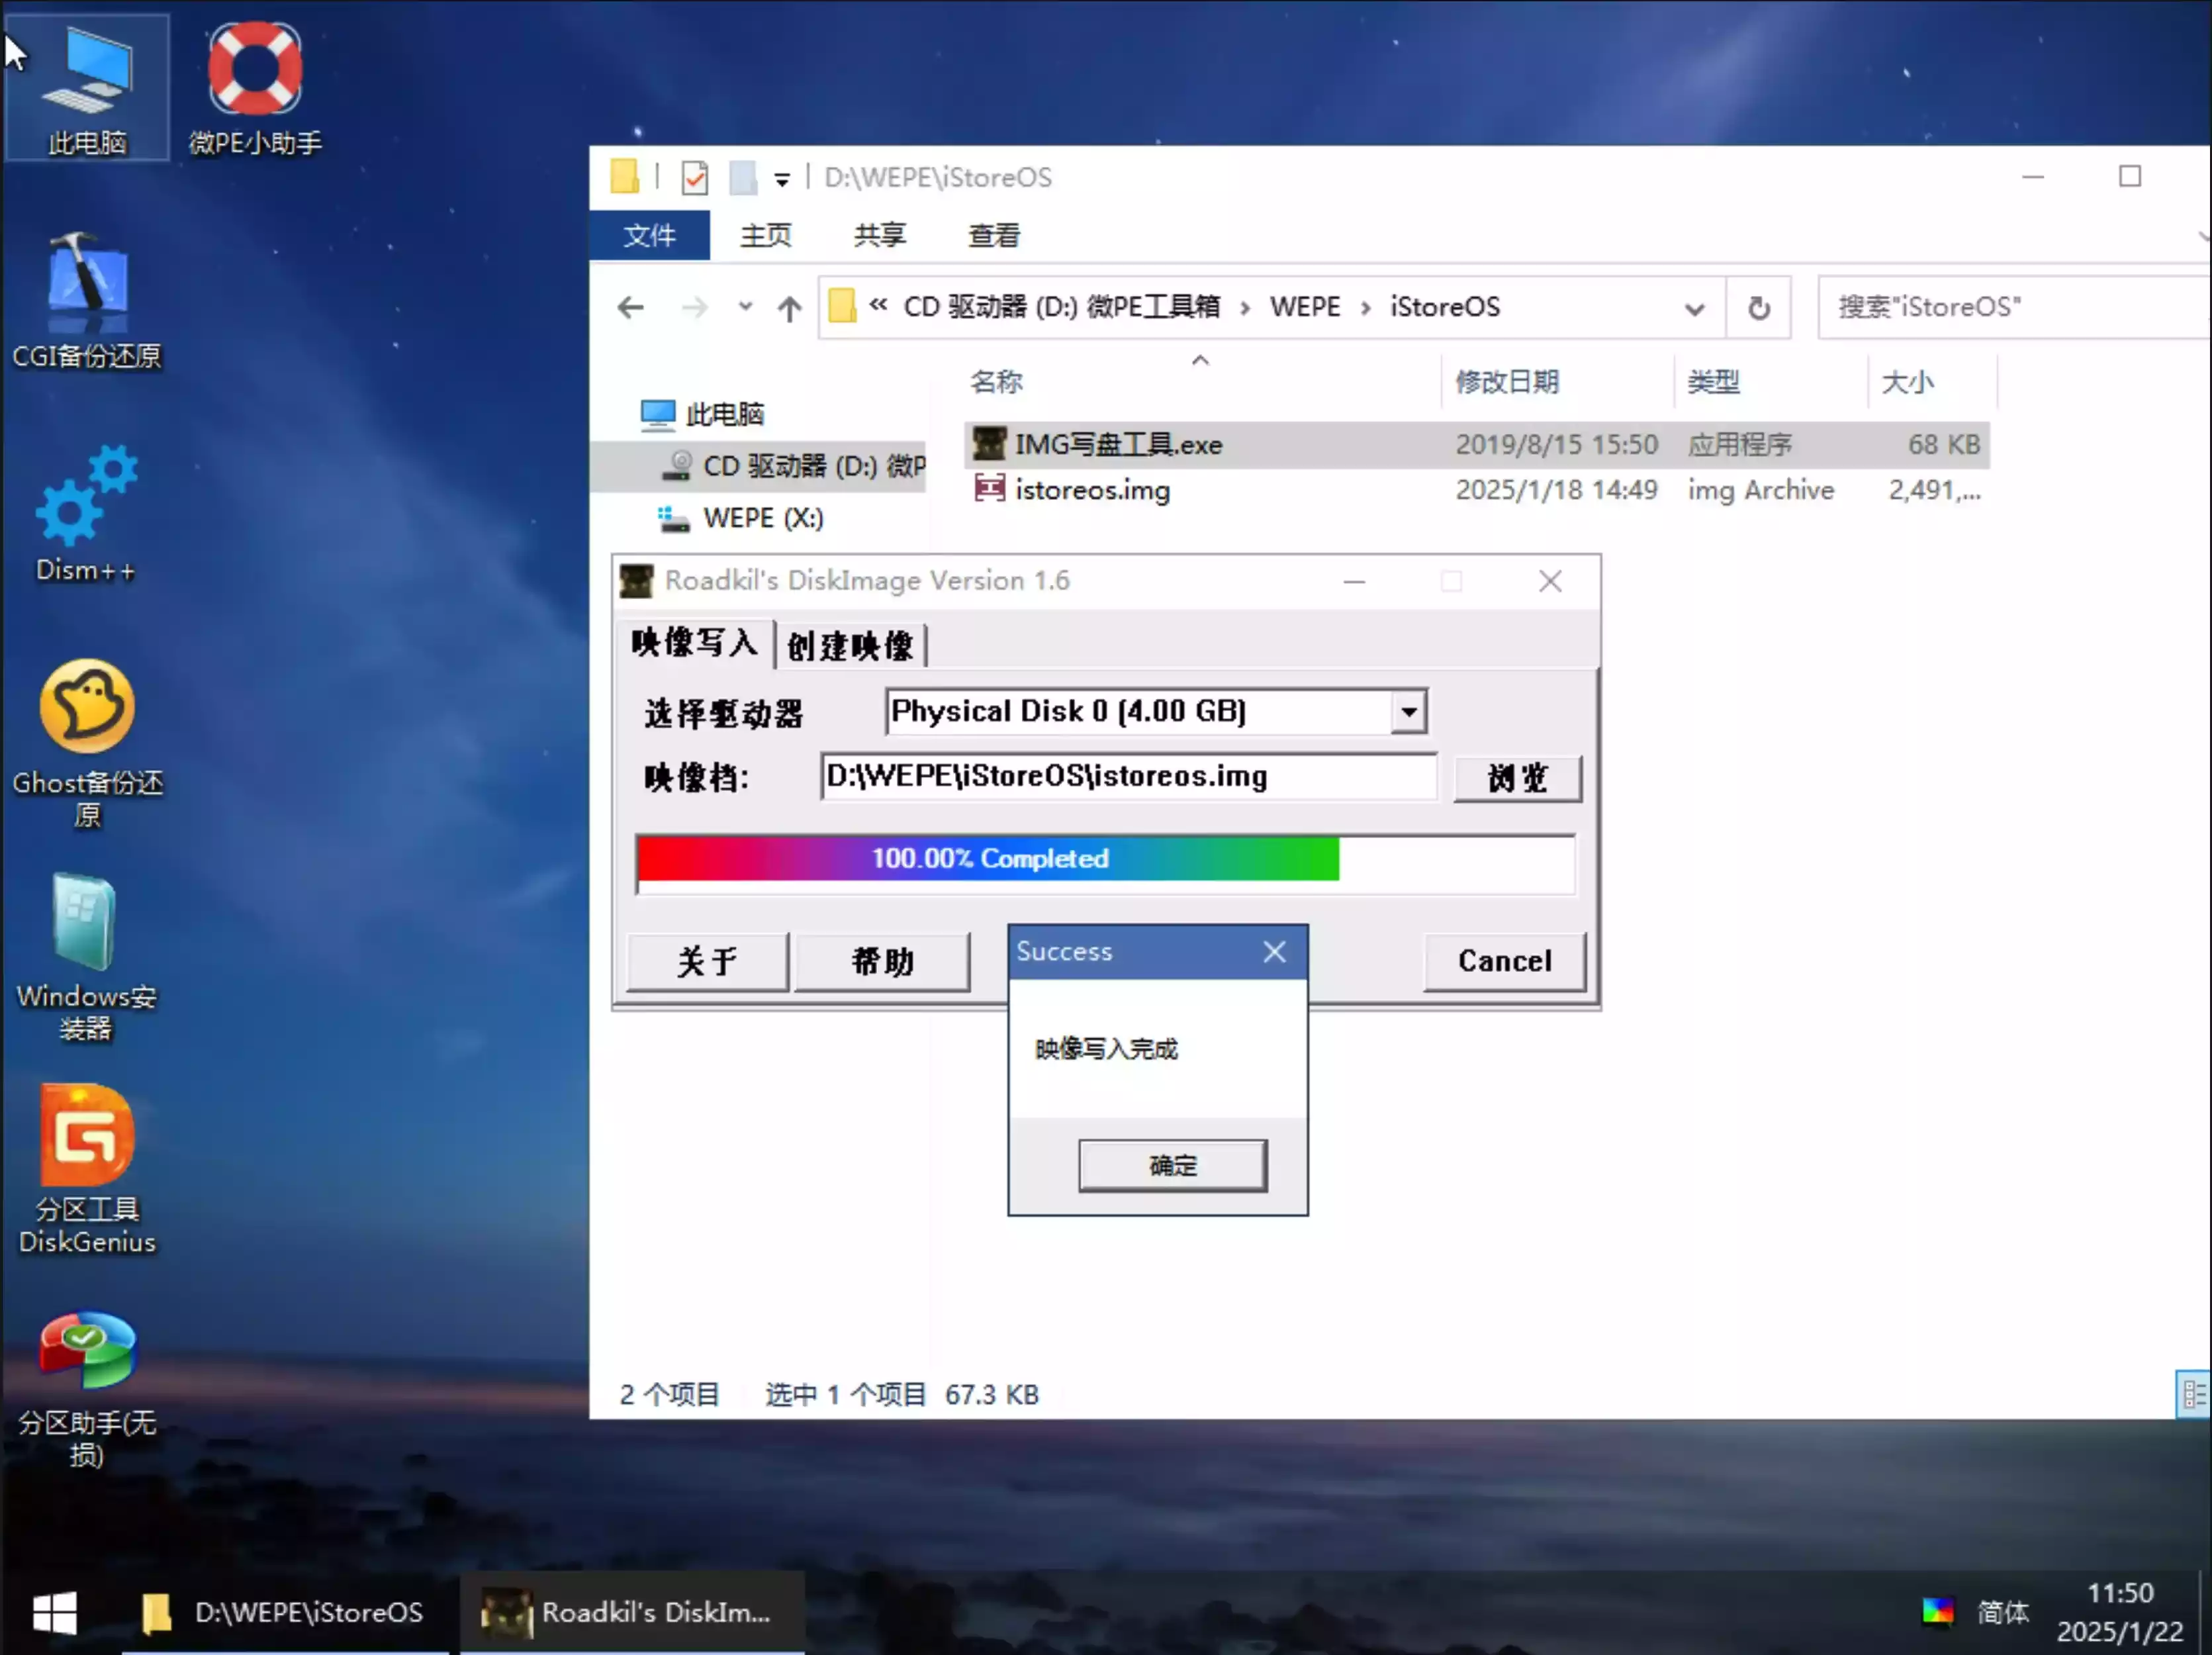 此电脑
微PE小助手
CGI备份还原
Dism++
Ghost备份还
原
Windows安
装器
分区工具
DiskGenius
分区助手(无
损)
D:\WEPE\iStoreOS
文件 主页 共享 查看
« CD 驱动器 (D:) 微PE工具箱 › WEPE › iStoreOS
搜索"iStoreOS"
名称 修改日期 类型 大小
此电脑
CD 驱动器 (D:) 微P
WEPE (X:)
IMG写盘工具.exe 2019/8/15 15:50 应用程序 68 KB
istoreos.img 2025/1/18 14:49 img Archive 2,491,...
Roadkil's DiskImage Version 1.6
映像写入 创建映像
选择驱动器 Physical Disk 0 (4.00 GB)
映像档: D:\WEPE\iStoreOS\istoreos.img 浏览
100.00% Completed
关于 帮助 Cancel
Success
映像写入完成
确定
2 个项目 选中 1 个项目 67.3 KB
D:\WEPE\iStoreOS
Roadkil's DiskIm...
简体
11:50
2025/1/22